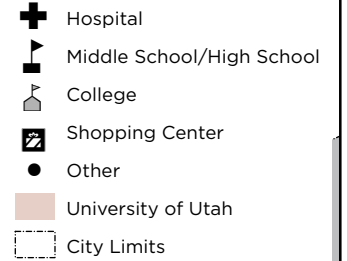 Hospital
Middle School/High School
College
Shopping Center
Other
University of Utah
City Limits